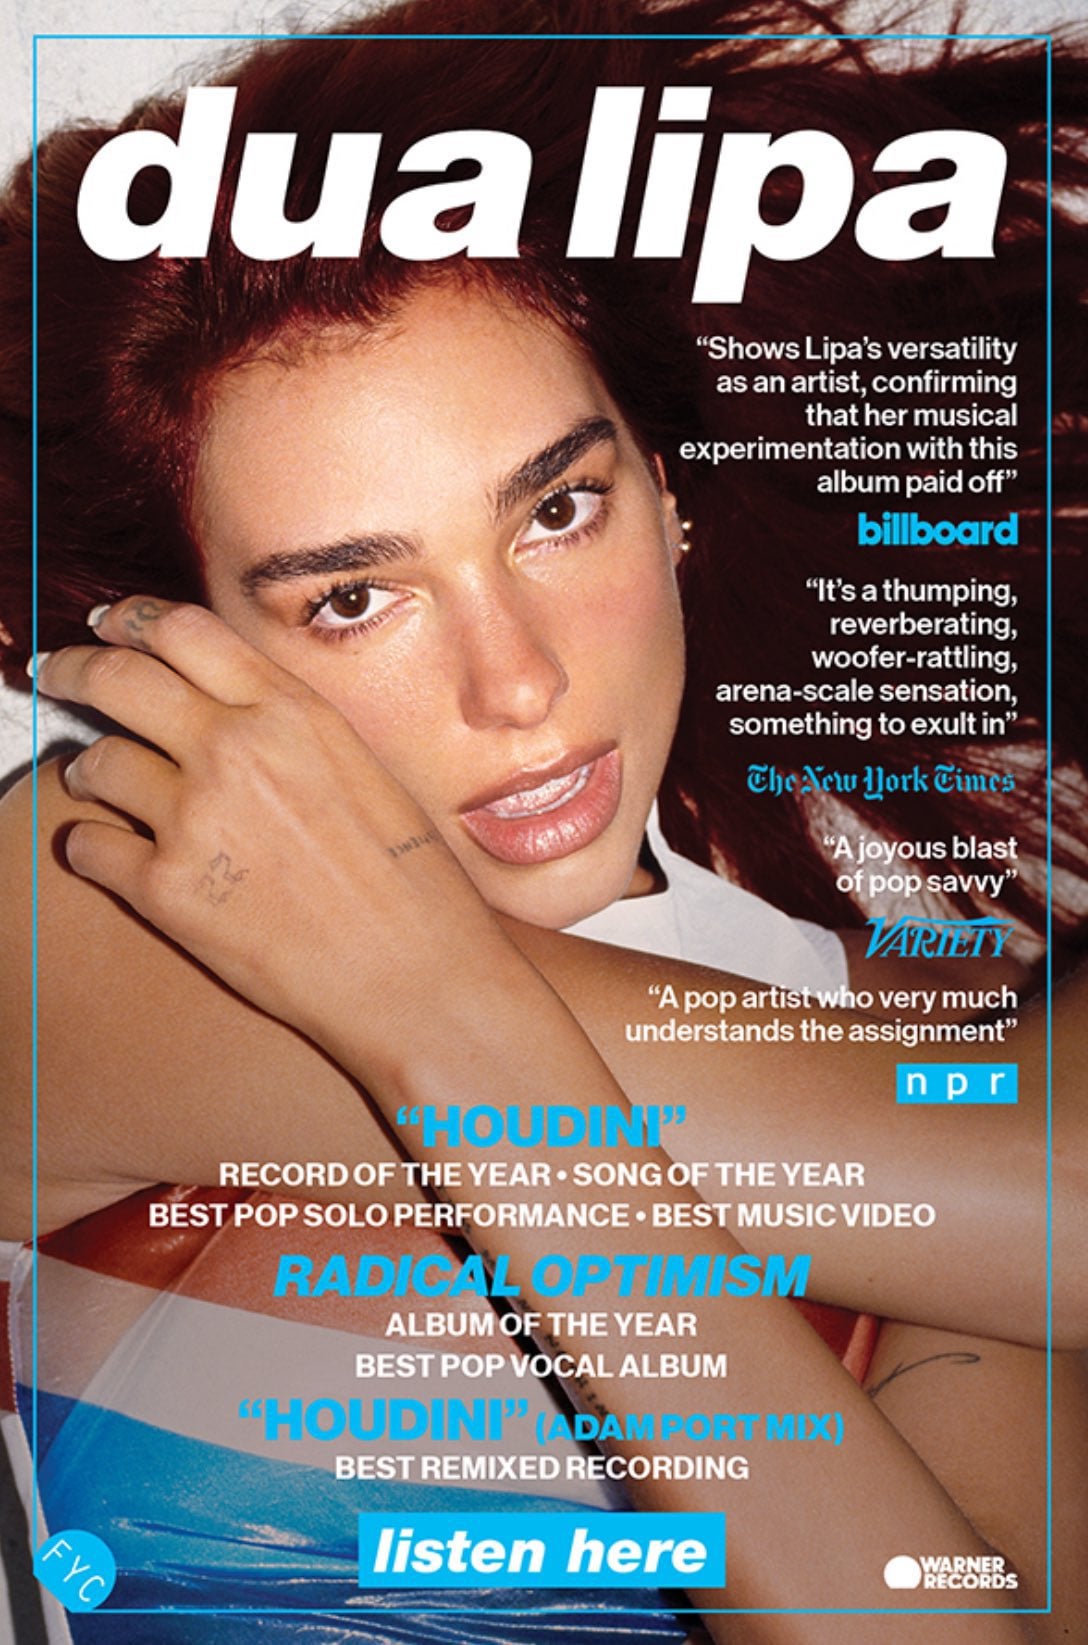 dua lipa
“Shows Lipa’s versatility
as an artist, confirming
that her musical
experimentation with this
album paid off”
billboard
“It’s a thumping,
reverberating,
woofer-rattling,
arena-scale sensation,
something to exult in”
The New York Times
“A joyous blast
of pop savvy”
VARIETY
“A pop artist who very much
understands the assignment”
npr
“HOUDINI”
RECORD OF THE YEAR • SONG OF THE YEAR
BEST POP SOLO PERFORMANCE • BEST MUSIC VIDEO
RADICAL OPTIMISM
ALBUM OF THE YEAR
BEST POP VOCAL ALBUM
“HOUDINI” (ADAM PORT MIX)
BEST REMIXED RECORDING
listen here
FYC
WARNER
RECORDS